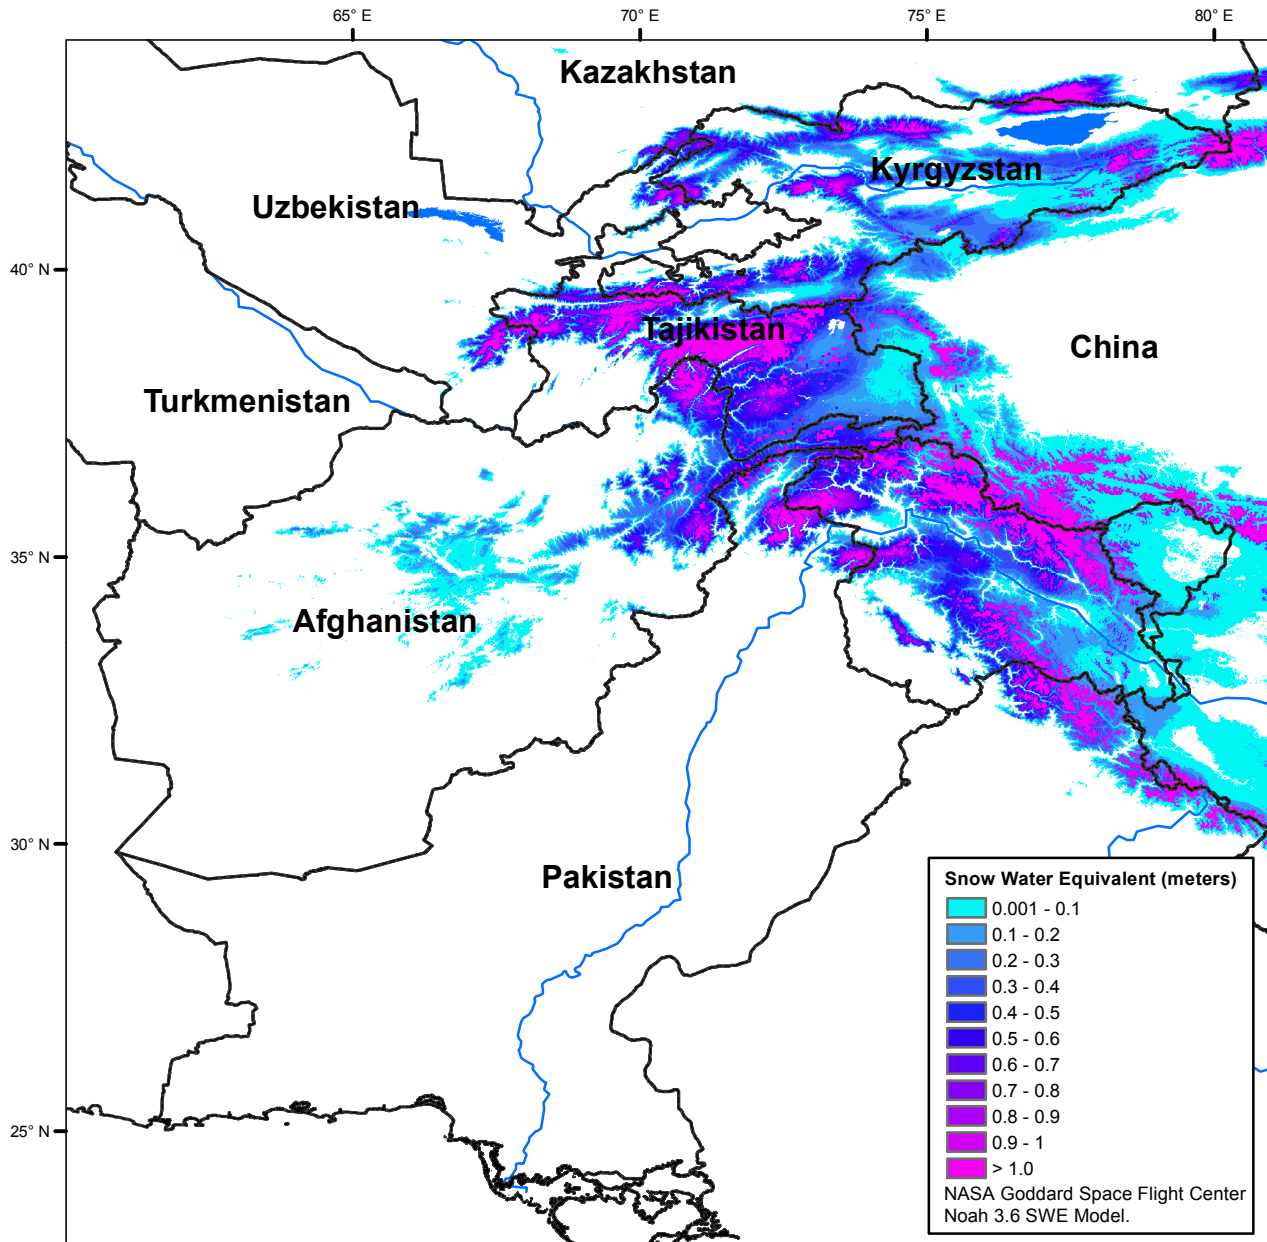 65° E
70° E
75° E
80° E
Kazakhstan
Kyrgyzstan
Uzbekistan
40° N
Tajikistan
China
Turkmenistan
35° N
Afghanistan
30° N
Pakistan
25° N
Snow Water Equivalent (meters)
0.001 - 0.1
0.1 - 0.2
0.2 - 0.3
0.3 - 0.4
0.4 - 0.5
0.5 - 0.6
0.6 - 0.7
0.7 - 0.8
0.8 - 0.9
0.9 - 1
> 1.0
NASA Goddard Space Flight Center
Noah 3.6 SWE Model.